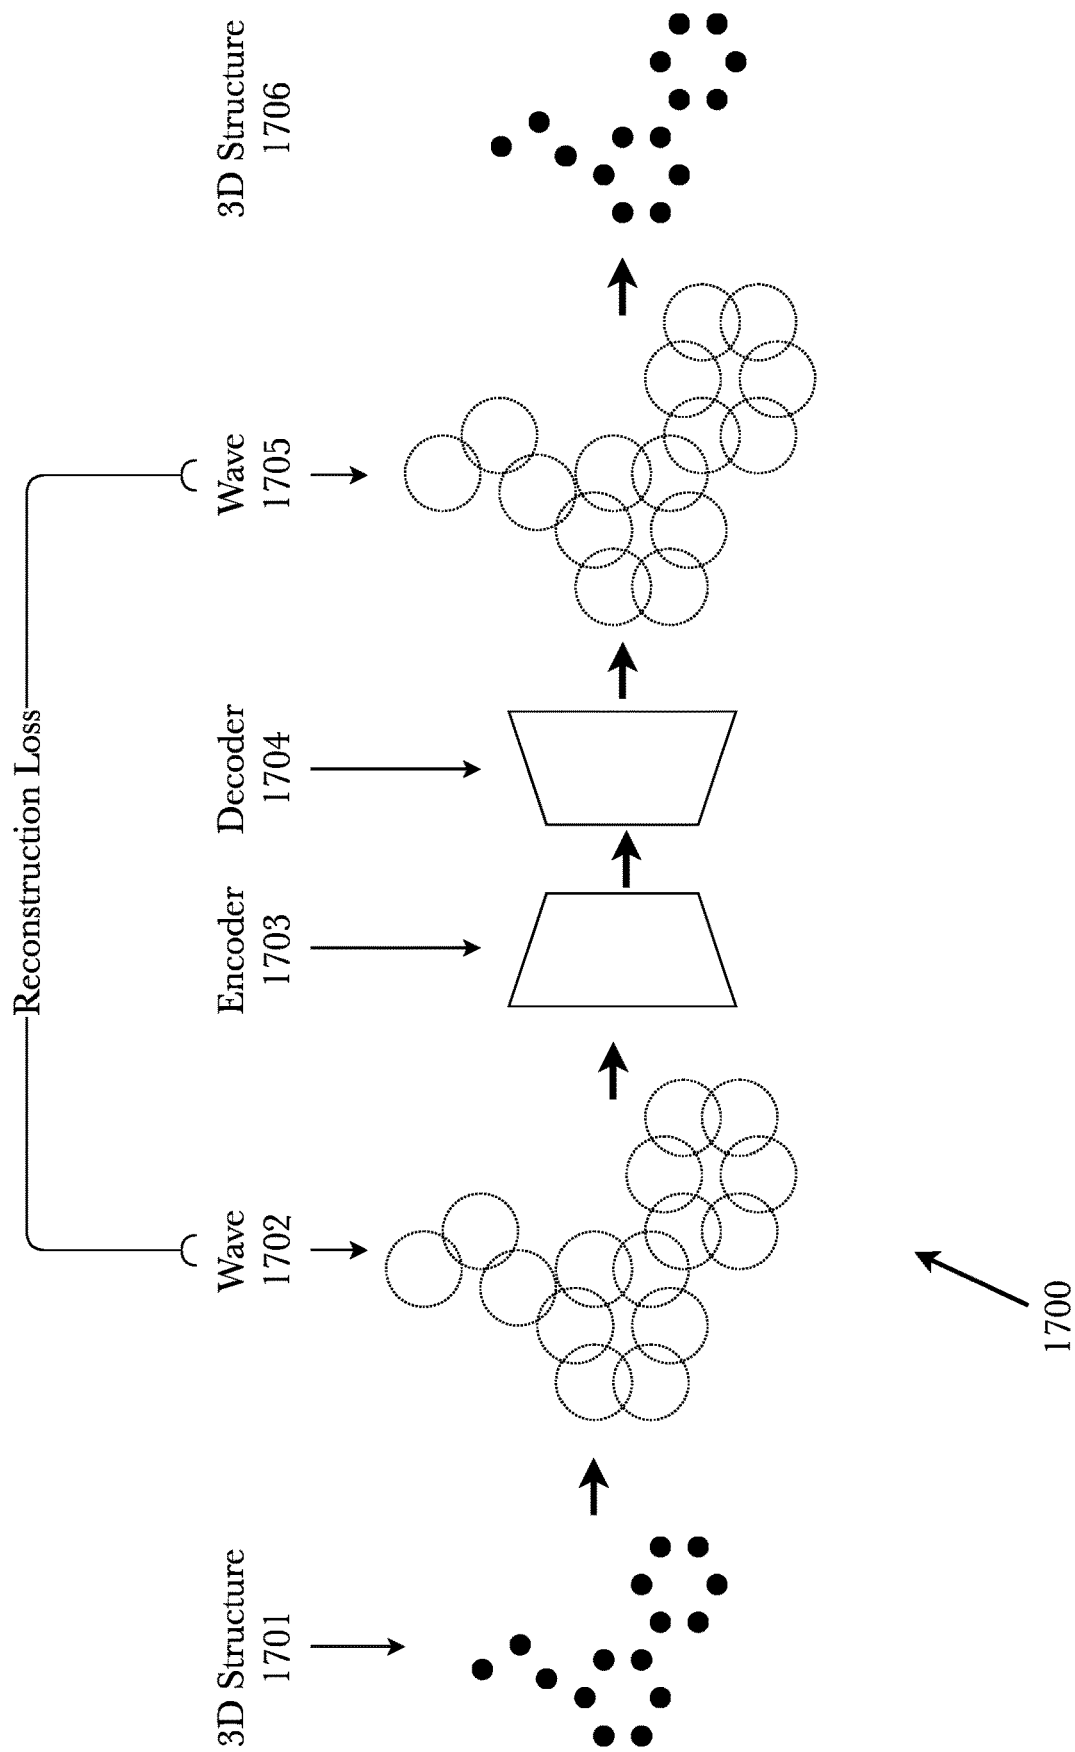 Reconstruction Loss
3D Structure
1701
Wave
1702
Encoder
1703
Decoder
1704
Wave
1705
3D Structure
1706
1700